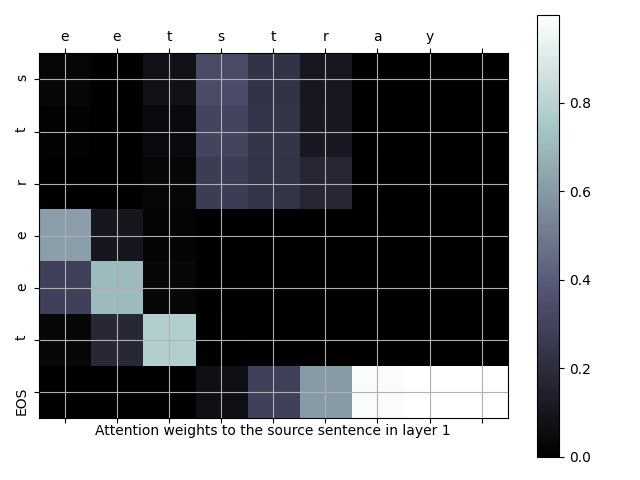 e e t s t r a y
s
t
r
e
e
t
EOS
0.8
0.6
0.4
0.2
0.0
Attention weights to the source sentence in layer 1